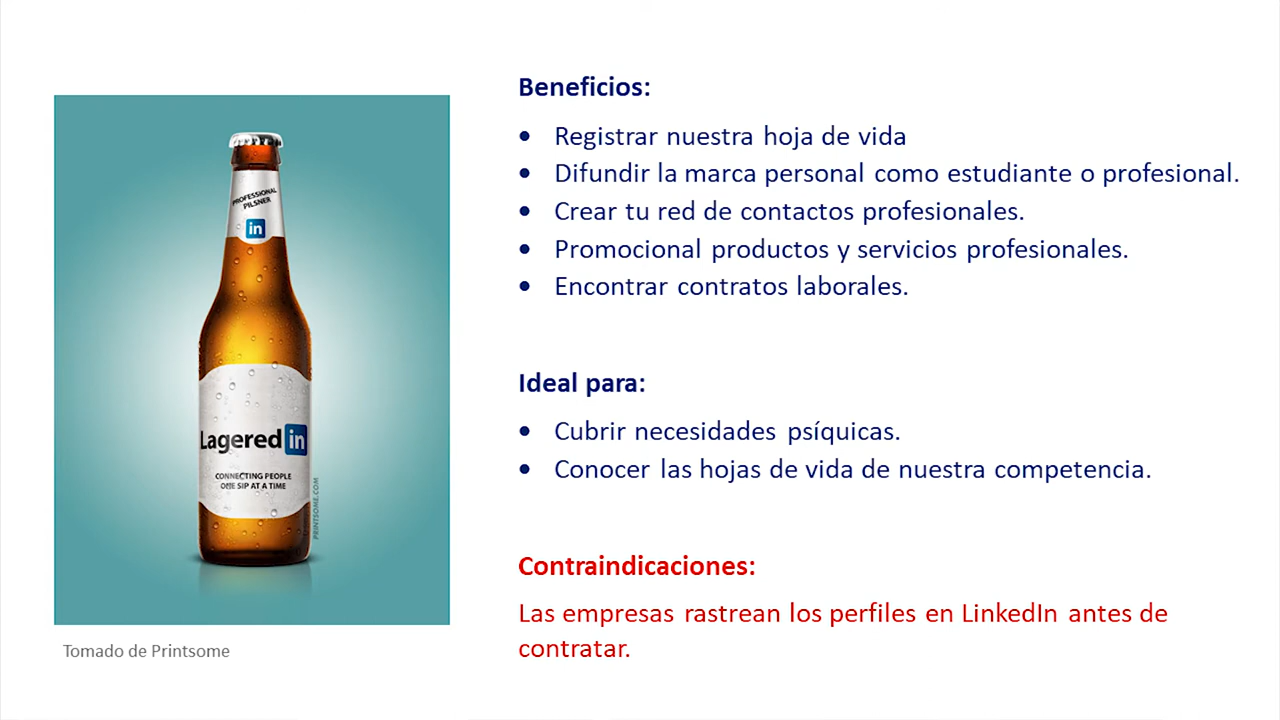 PROFESSIONAL
PILSNER
in
Lagered in
CONNECTING PEOPLE
ONE SIP AT A TIME
PRINTSOME.COM
Tomado de Printsome
Beneficios:
• Registrar nuestra hoja de vida
• Difundir la marca personal como estudiante o profesional.
• Crear tu red de contactos profesionales.
• Promocional productos y servicios profesionales.
• Encontrar contratos laborales.
Ideal para:
• Cubrir necesidades psíquicas.
• Conocer las hojas de vida de nuestra competencia.
Contraindicaciones:
Las empresas rastrean los perfiles en LinkedIn antes de
contratar.